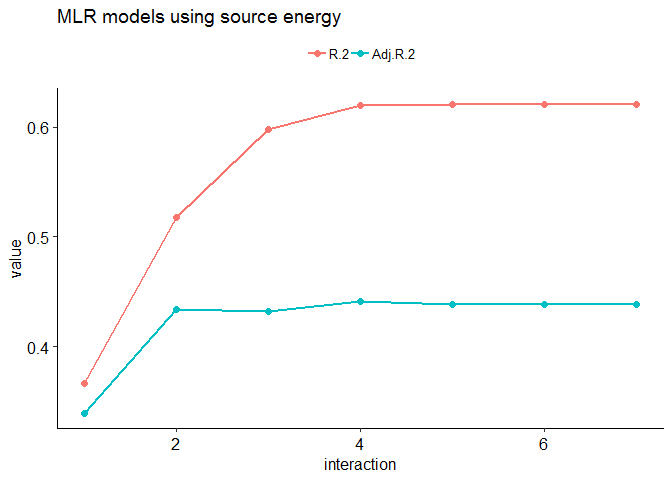 MLR models using source energy
R.2 Adj.R.2
0.6
0.5
0.4
value
2 4 6
interaction